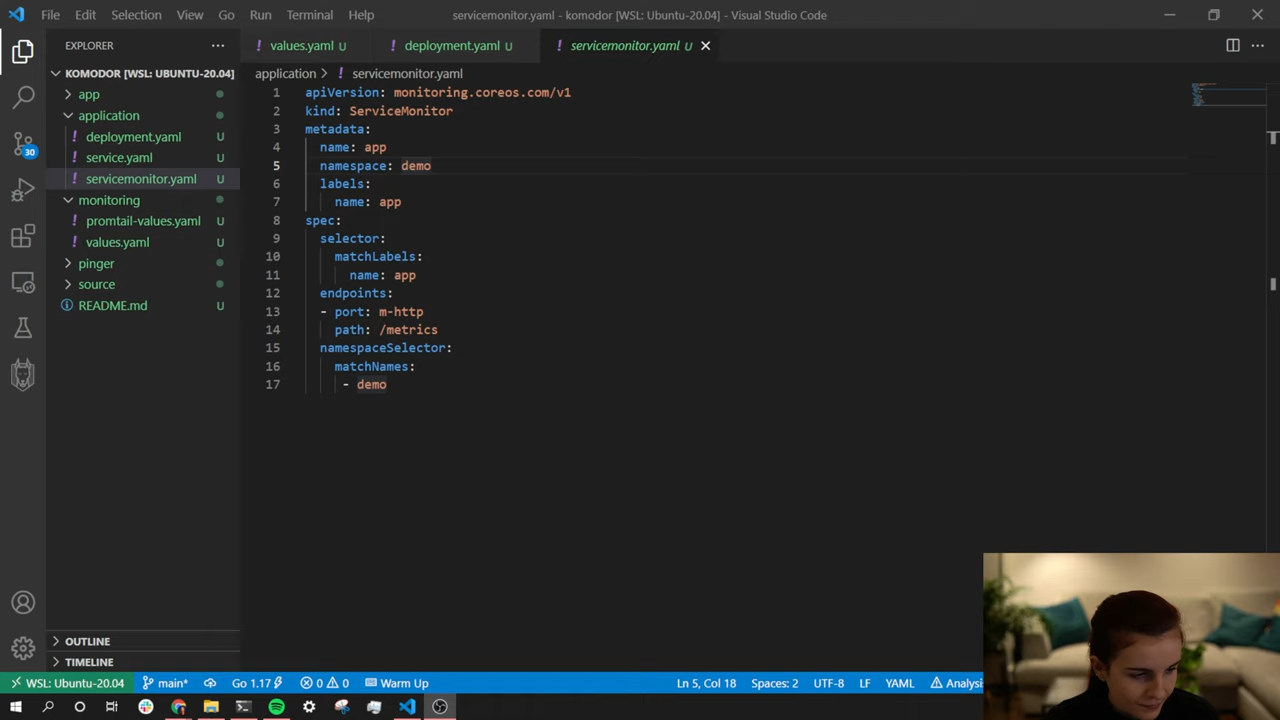 File Edit Selection View Go Run Terminal Help
servicemonitor.yaml - komodor [WSL: Ubuntu-20.04] - Visual Studio Code
EXPLORER
values.yaml U
deployment.yaml U
servicemonitor.yaml U
KOMODOR [WSL: UBUNTU-20.04]
app
application
deployment.yaml U
service.yaml U
servicemonitor.yaml U
monitoring
promtail-values.yaml U
values.yaml U
pinger
source
README.md U
30
application > servicemonitor.yaml
1 apiVersion: monitoring.coreos.com/v1
2 kind: ServiceMonitor
3 metadata:
4 name: app
5 namespace: demo
6 labels:
7 name: app
8 spec:
9 selector:
10 matchLabels:
11 name: app
12 endpoints:
13 - port: m-http
14 path: /metrics
15 namespaceSelector:
16 matchNames:
17 - demo
OUTLINE
TIMELINE
WSL: Ubuntu-20.04 main* Go 1.17 0 0 Warm Up Ln 5, Col 18 Spaces: 2 UTF-8 LF YAML Analysi